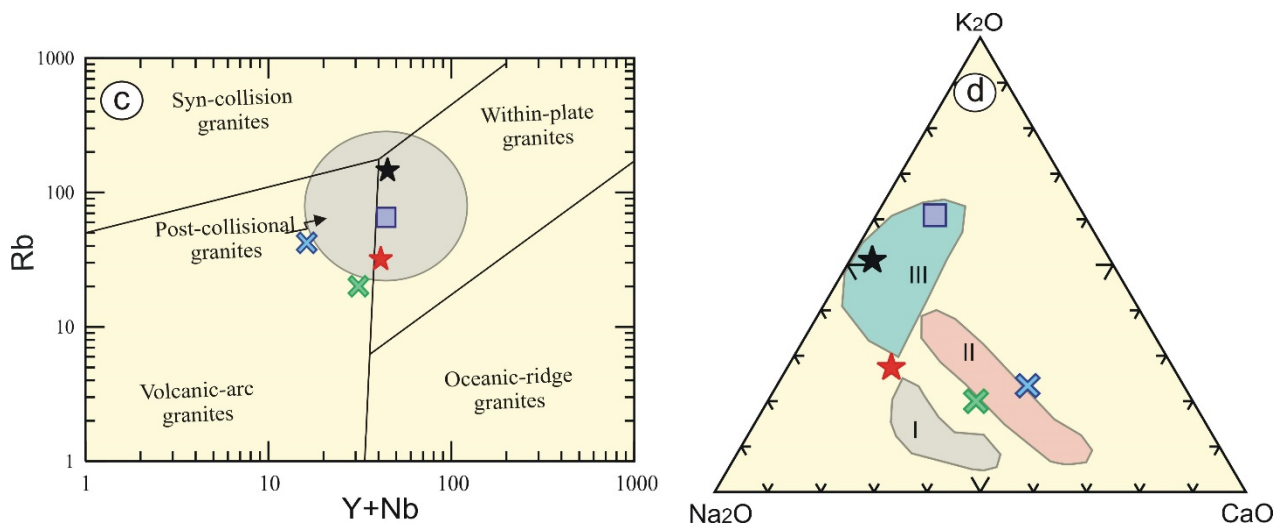 c
Syn-collision
granites
Within-plate
granites
Post-collisional
granites
Volcanic-arc
granites
Oceanic-ridge
granites
1000
100
10
1
Rb
1
10
100
1000
Y+Nb
K2O
d
III
II
I
Na2O
CaO